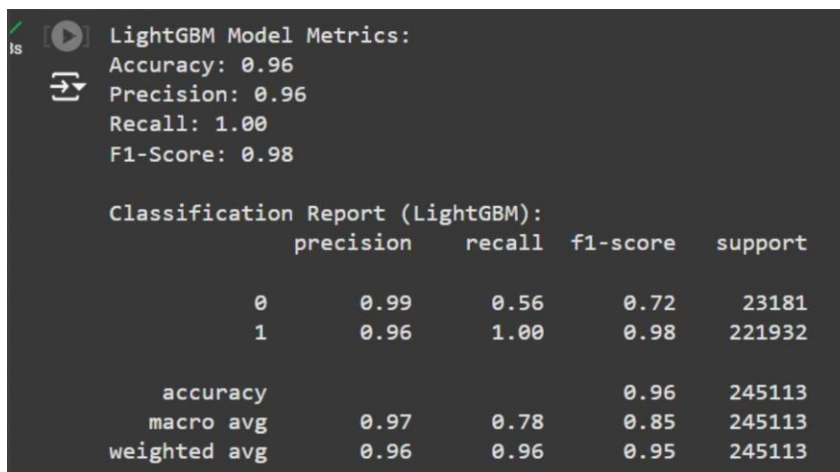 LightGBM Model Metrics:
Accuracy: 0.96
Precision: 0.96
Recall: 1.00
F1-Score: 0.98
Classification Report (LightGBM):
precision recall f1-score support
0 0.99 0.56 0.72 23181
1 0.96 1.00 0.98 221932
accuracy 0.96 245113
macro avg 0.97 0.78 0.85 245113
weighted avg 0.96 0.96 0.95 245113